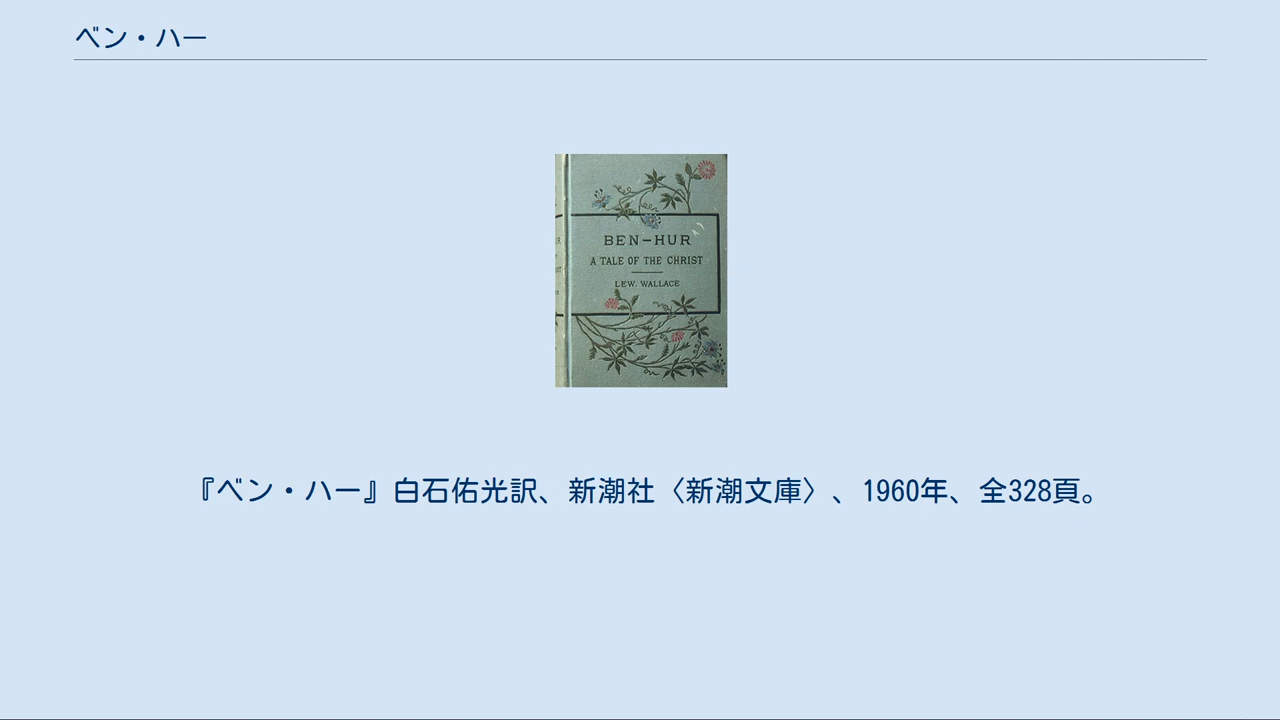 ベン・ハー
BEN-HUR
A TALE OF THE CHRIST
LEW. WALLACE
『ベン・ハー』白石佑光訳、新潮社〈新潮文庫〉、1960年、全328頁。